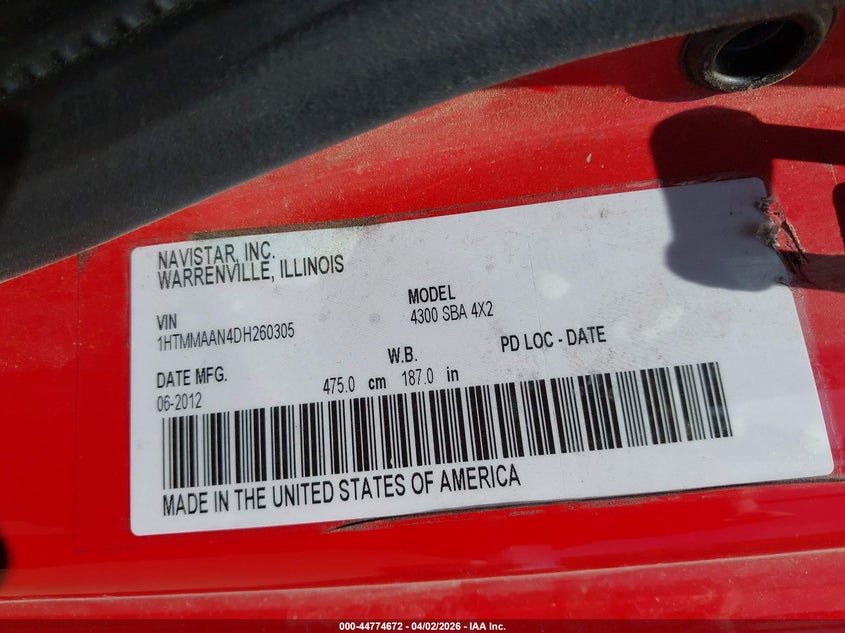 NAVISTAR, INC.
WARRENVILLE, ILLINOIS
VIN
1HTMMAAN4DH260305
MODEL
4300 SBA 4X2
DATE MFG.
06-2012
W.B.
475.0 cm 187.0 in
PD LOC - DATE
MADE IN THE UNITED STATES OF AMERICA
000-44774672 04/02/2026 - IAA Inc.